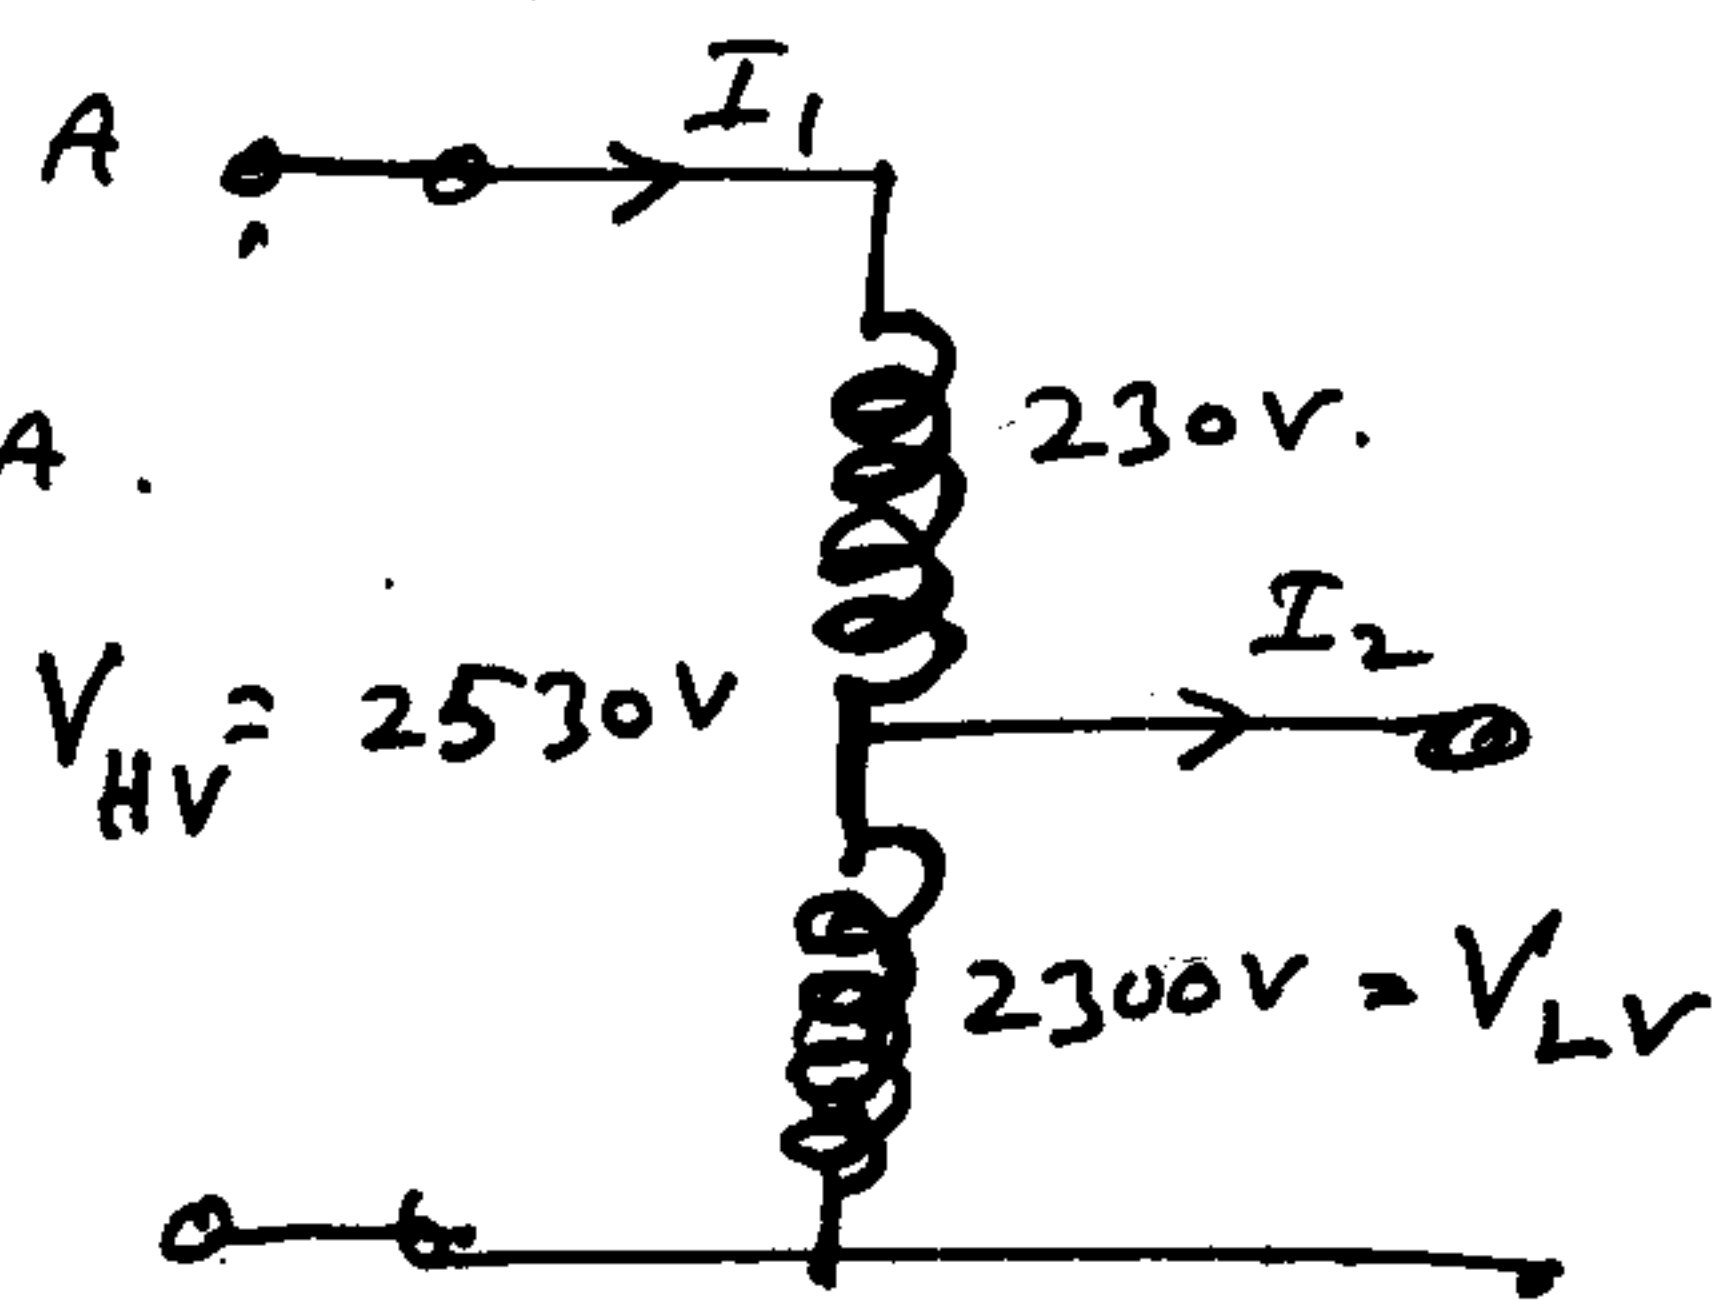 A
I1
230V.
A.
I2
VHV = 2530V
2300V = VLV